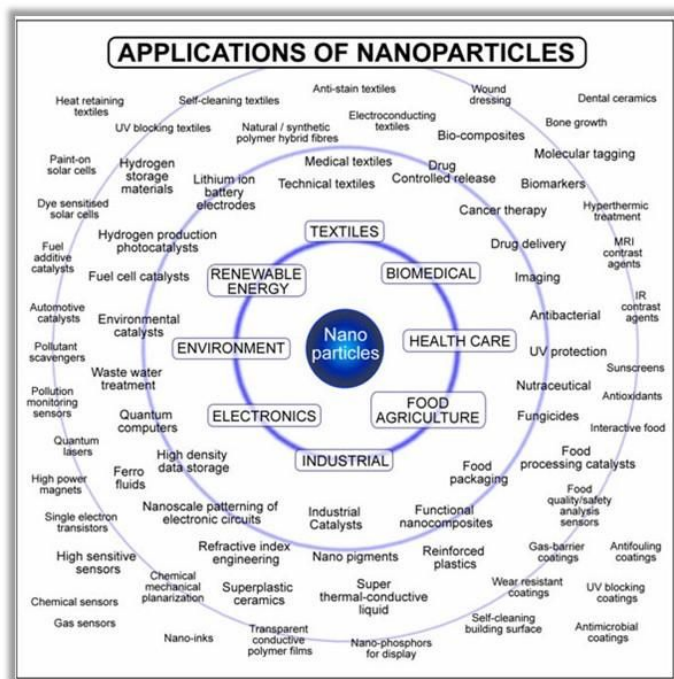 APPLICATIONS OF NANOPARTICLES
Anti-stain textiles
Wound
dressing
Heat retaining
textiles
Self-cleaning textiles
Dental ceramics
UV blocking textiles
Natural / synthetic
polymer hybrid fibres
Electroconducting
textiles
Bio-composites
Bone growth
Paint-on
solar cells
Hydrogen
storage
materials
Lithium ion
battery
electrodes
Medical textiles
Technical textiles
Drug
Controlled release
Molecular tagging
Biomarkers
Dye sensitised
solar cells
Cancer therapy
Hyperthermic
treatment
Hydrogen production
photocatalysts
TEXTILES
Drug delivery
MRI
contrast
agents
Fuel
additive
catalysts
Fuel cell catalysts
RENEWABLE
ENERGY
BIOMEDICAL
Imaging
IR
contrast
agents
Automotive
catalysts
Environmental
catalysts
Antibacterial
Pollutant
scavengers
ENVIRONMENT
Nano
particles
HEALTH CARE
UV protection
Sunscreens
Waste water
treatment
Nutraceutical
Antioxidants
Pollution
monitoring
sensors
Quantum
computers
ELECTRONICS
FOOD
AGRICULTURE
Fungicides
Interactive food
Quantum
lasers
High density
data storage
INDUSTRIAL
Food
processing catalysts
High power
magnets
Ferro
fluids
Food
packaging
Food
quality/safety
analysis
sensors
Single electron
transistors
Nanoscale patterning of
electronic circuits
Industrial
Catalysts
Functional
nanocomposites
High sensitive
sensors
Refractive index
engineering
Nano pigments
Reinforced
plastics
Gas-barrier
coatings
Antifouling
coatings
Chemical
mechanical
planarization
Superplastic
ceramics
Super
thermal-conductive
liquid
Wear resistant
coatings
UV blocking
coatings
Chemical sensors
Gas sensors
Nano-inks
Transparent
conductive
polymer films
Nano-phosphors
for display
Self-cleaning
building surface
Antimicrobial
coatings